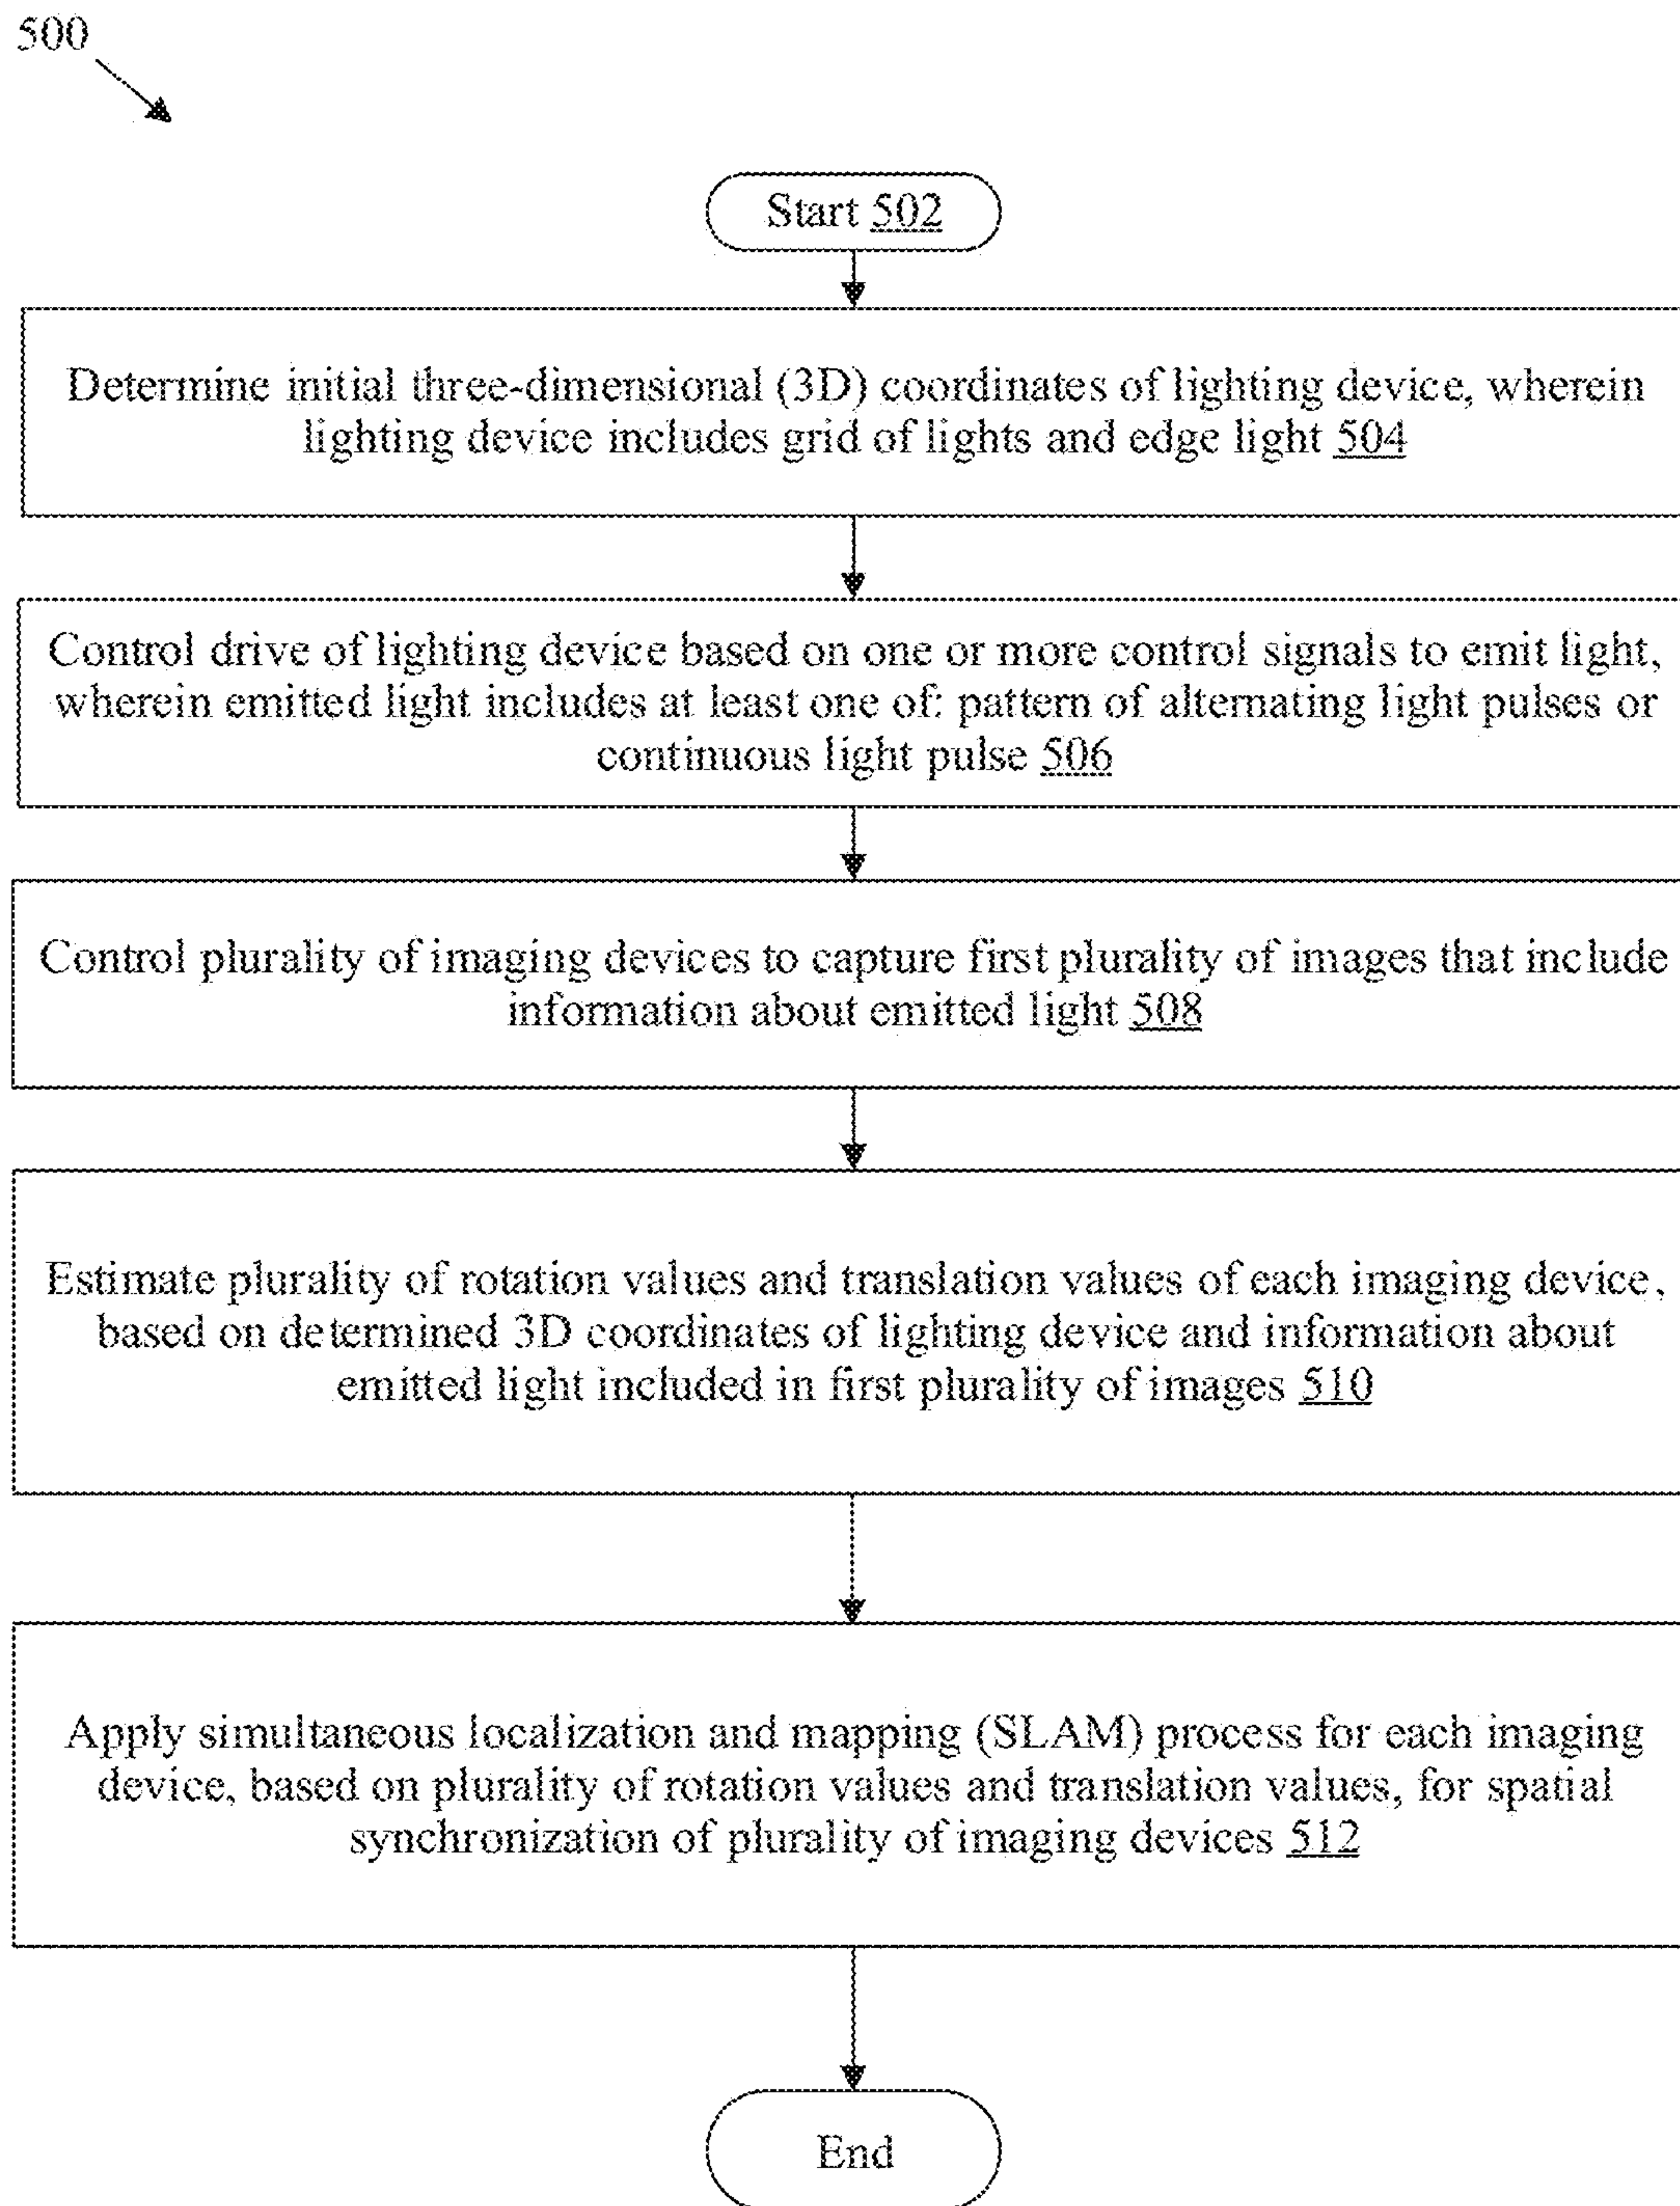 500
Start 502
Determine initial three-dimensional (3D) coordinates of lighting device, wherein
lighting device includes grid of lights and edge light 504
Control drive of lighting device based on one or more control signals to emit light,
wherein emitted light includes at least one of: pattern of alternating light pulses or
continuous light pulse 506
Control plurality of imaging devices to capture first plurality of images that include
information about emitted light 508
Estimate plurality of rotation values and translation values of each imaging device,
based on determined 3D coordinates of lighting device and information about
emitted light included in first plurality of images 510
Apply simultaneous localization and mapping (SLAM) process for each imaging
device, based on plurality of rotation values and translation values, for spatial
synchronization of plurality of imaging devices 512
End